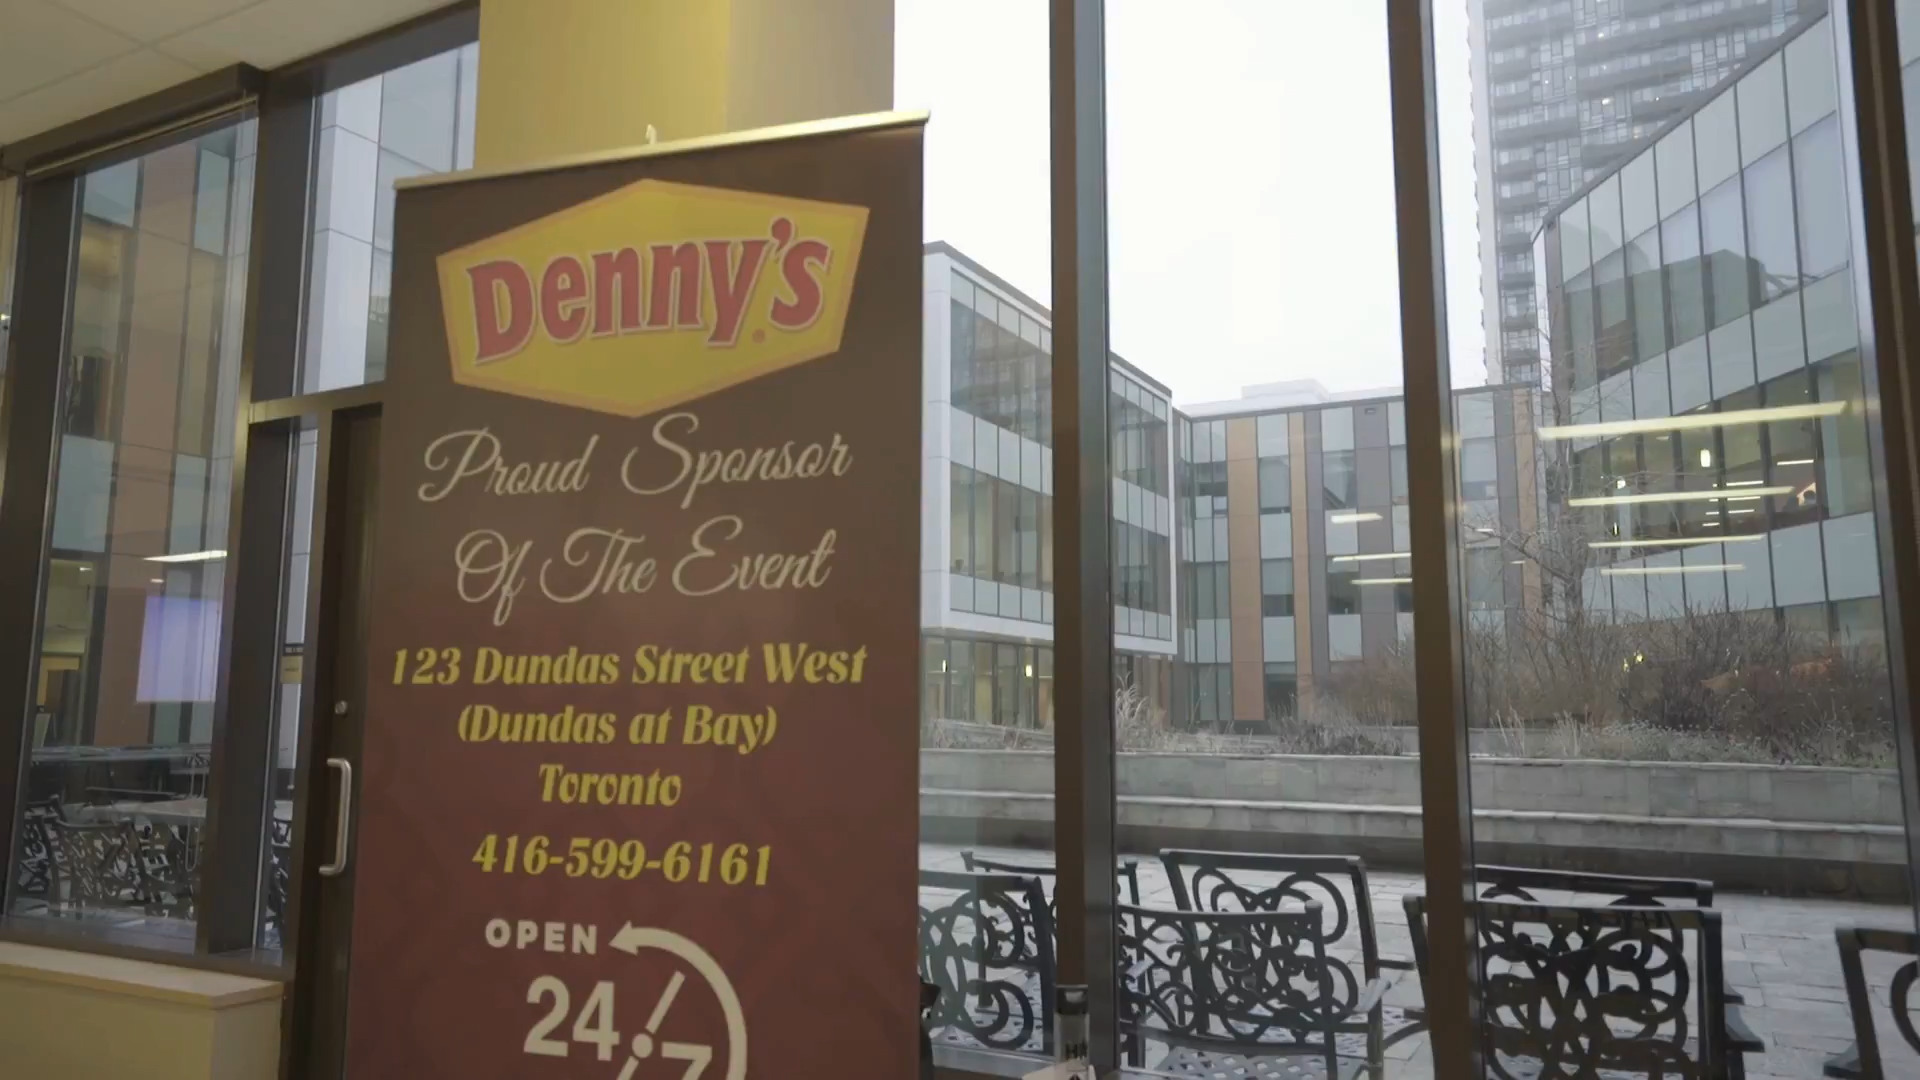 Denny's
Proud Sponsor
Of The Event
123 Dundas Street West
(Dundas at Bay)
Toronto
416-599-6161
OPEN
24/7